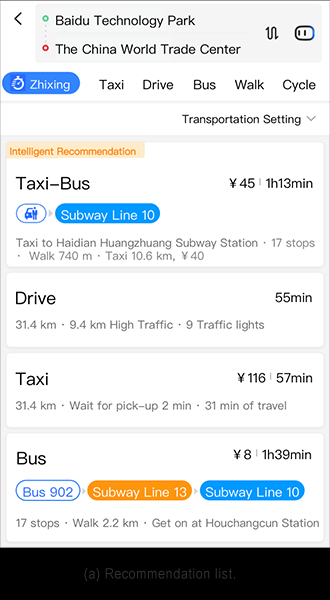 Baidu Technology Park
The China World Trade Center
Zhixing Taxi Drive Bus Walk Cycle
Transportation Setting
Intelligent Recommendation
Taxi-Bus ¥45 1h13min
Subway Line 10
Taxi to Haidian Huangzhuang Subway Station · 17 stops
· Walk 740 m · Taxi 10.6 km, ¥40
Drive 55min
31.4 km · 9.4 km High Traffic · 9 Traffic lights
Taxi ¥116 57min
31.4 km · Wait for pick-up 2 min · 31 min of travel
Bus ¥8 1h39min
Bus 902 Subway Line 13 Subway Line 10
17 stops · Walk 2.2 km · Get on at Houchangcun Station
(a) Recommendation list.